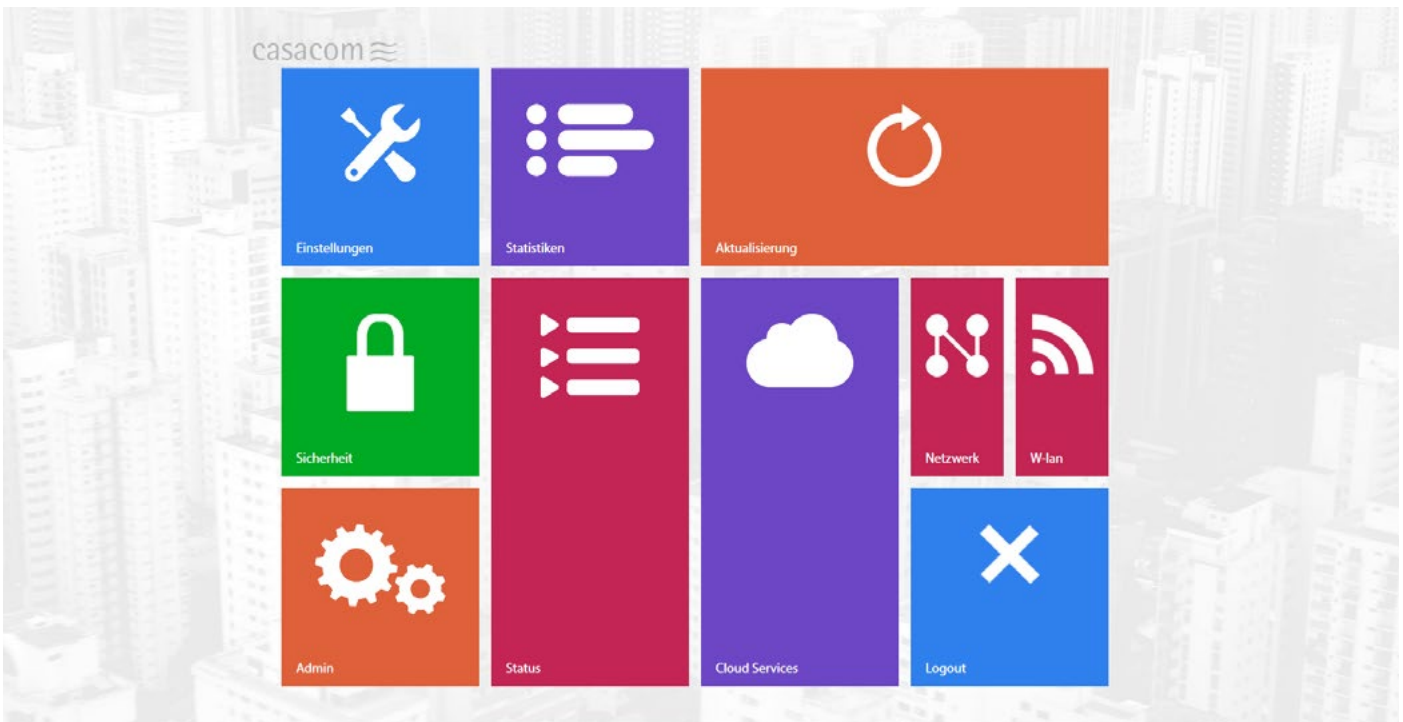 casacom
Einstellungen
Statistiken
Aktualisierung
Sicherheit
Netzwerk
W-lan
Admin
Status
Cloud Services
Logout